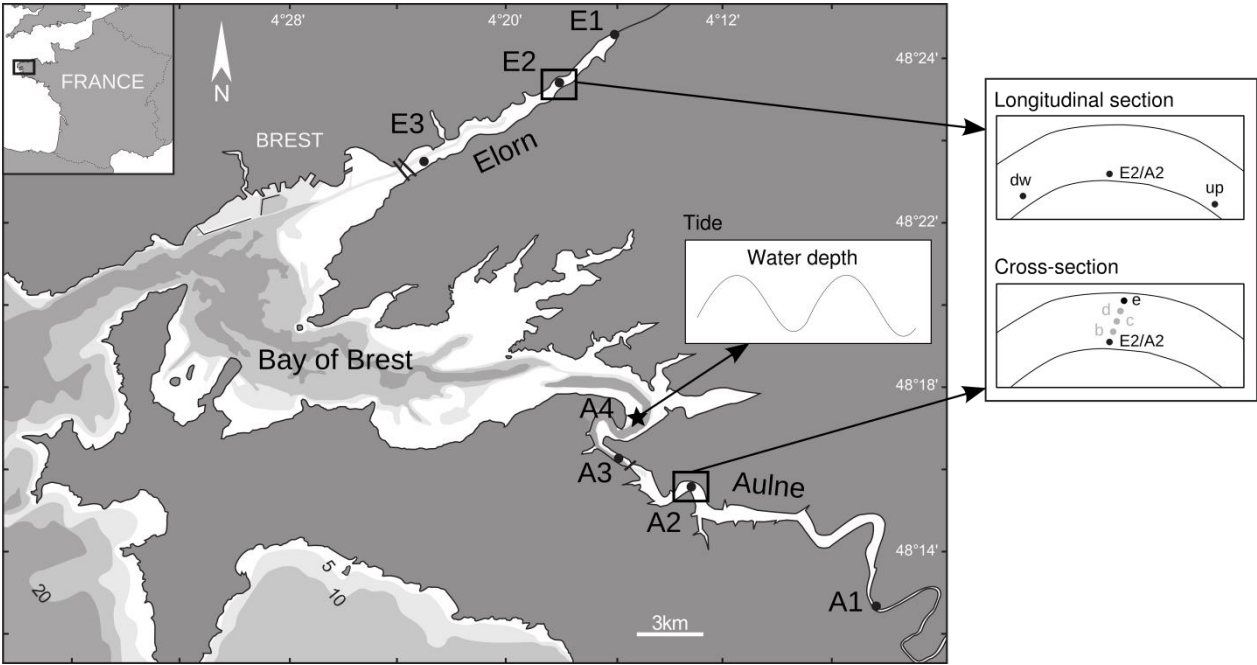 4°28'
4°20'
4°12'
E1
48°24'
FRANCE
N
E2
BREST
E3
Elorn
48°22'
Tide
Water depth
Bay of Brest
48°18'
A4
A3
Aulne
A2
48°14'
5
10
20
A1
3km
Longitudinal section
E2/A2
dw
up
Cross-section
e
d
c
b
E2/A2